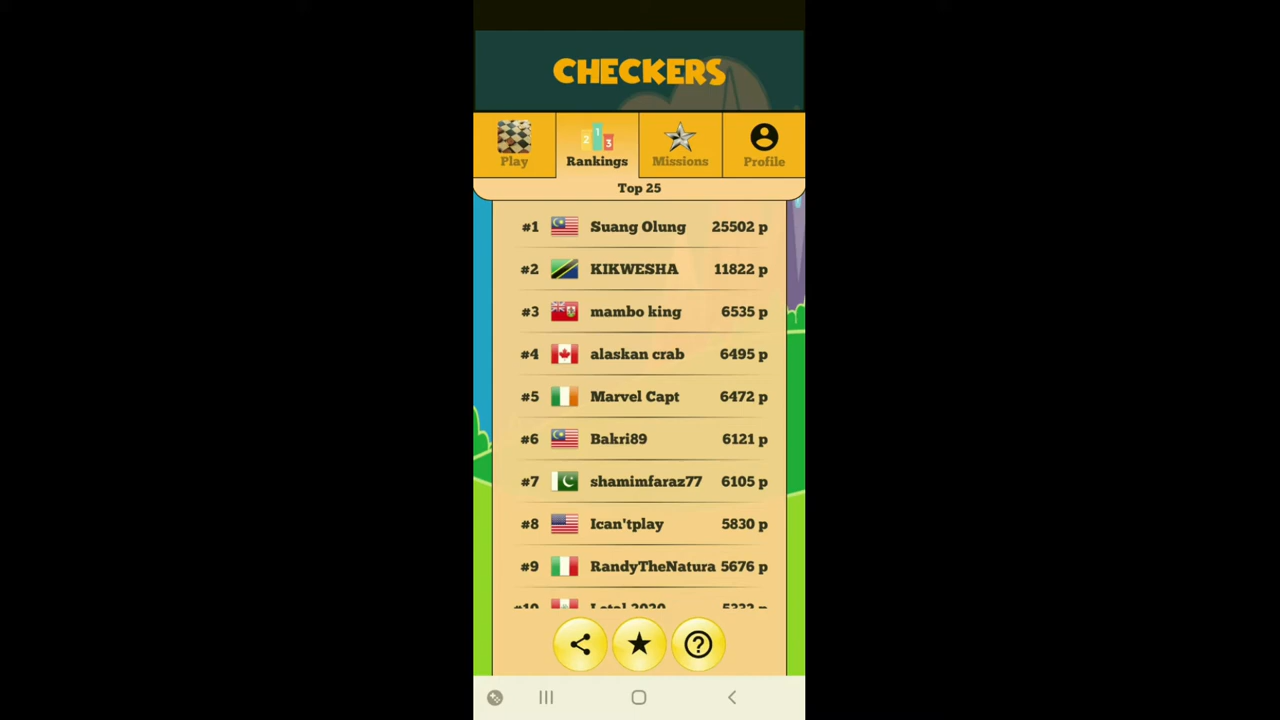 CHECKERS
Play
Rankings
Missions
Profile
Top 25
#1 Suang Olung 25502 p
#2 KIKWESHA 11822 p
#3 mambo king 6535 p
#4 alaskan crab 6495 p
#5 Marvel Capt 6472 p
#6 Bakri89 6121 p
#7 shamimfaraz77 6105 p
#8 Ican'tplay 5830 p
#9 RandyTheNatura 5676 p
#10